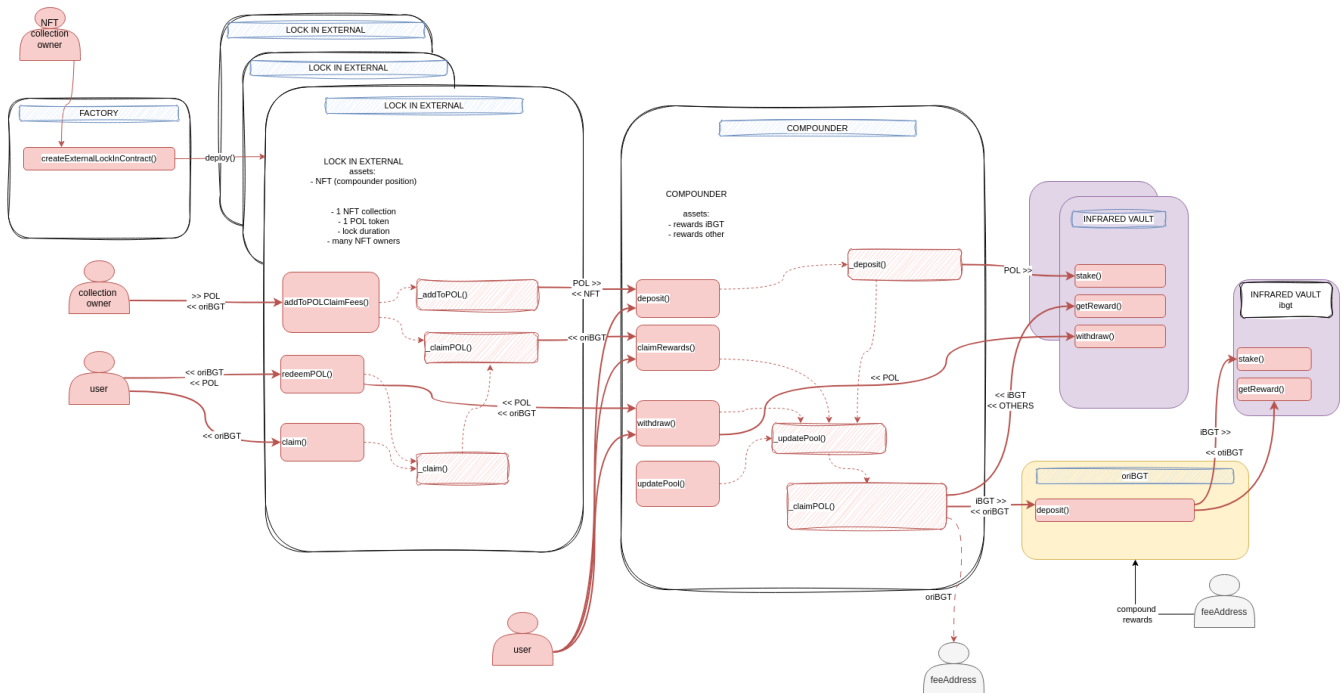 NFT
collection
owner
FACTORY
createExternalLockInContract()
deploy()
LOCK IN EXTERNAL
LOCK IN EXTERNAL
LOCK IN EXTERNAL
LOCK IN EXTERNAL
assets:
- NFT (compounder position)
- 1 NFT collection
- 1 POL token
- lock duration
- many NFT owners
collection
owner
>> POL
<< oriBGT
addToPOLClaimFees()
_addToPOL()
_claimPOL()
user
<< oriBGT
<< POL
redeemPOL()
<< oriBGT
claim()
_claim()
POL >>
<< NFT
<< oriBGT
<< POL
<< oriBGT
user
COMPOUNDER
COMPOUNDER
assets:
- rewards iBGT
- rewards other
deposit()
claimRewards()
withdraw()
updatePool()
_deposit()
_updatePool()
_claimPOL()
<< POL
POL >>
<< iBGT
<< OTHERS
iBGT >>
<< oriBGT
oriBGT
feeAddress
INFRARED VAULT
stake()
getReward()
withdraw()
INFRARED VAULT
ibgt
stake()
getReward()
iBGT >>
<< otiBGT
oriBGT
deposit()
compound
rewards
feeAddress